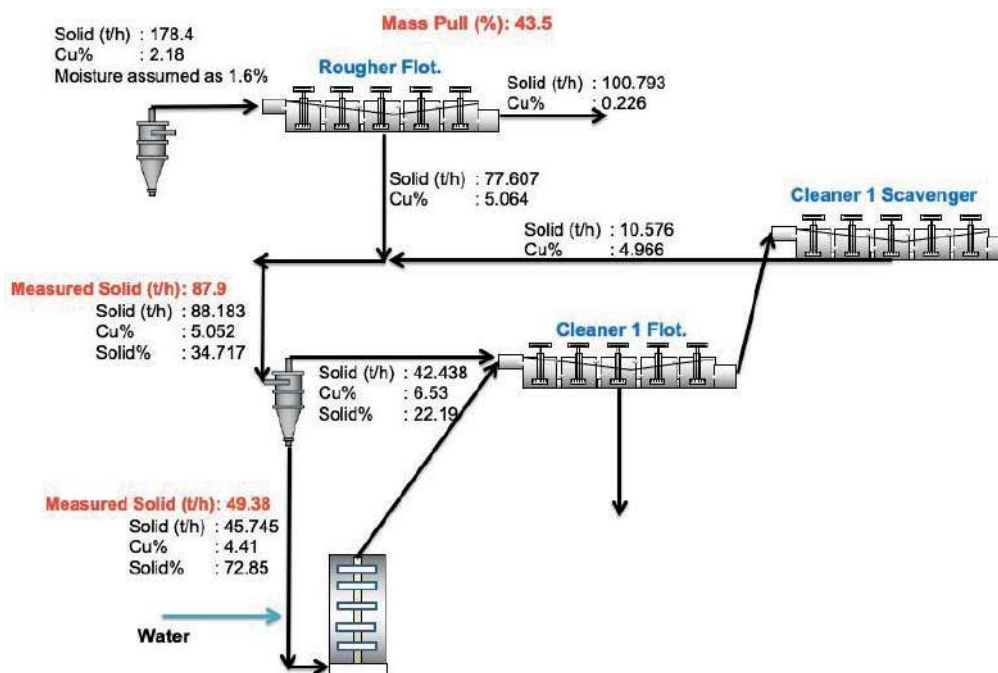 Mass Pull (%): 43.5
Solid (t/h) : 178.4
Cu% : 2.18
Moisture assumed as 1.6%
Rougher Flot.
Solid (t/h) : 100.793
Cu% : 0.226
Solid (t/h) : 77.607
Cu% : 5.064
Cleaner 1 Scavenger
Solid (t/h) : 10.576
Cu% : 4.966
Measured Solid (t/h): 87.9
Solid (t/h) : 88.183
Cu% : 5.052
Solid% : 34.717
Cleaner 1 Flot.
Solid (t/h) : 42.438
Cu% : 6.53
Solid% : 22.19
Measured Solid (t/h): 49.38
Solid (t/h) : 45.745
Cu% : 4.41
Solid% : 72.85
Water